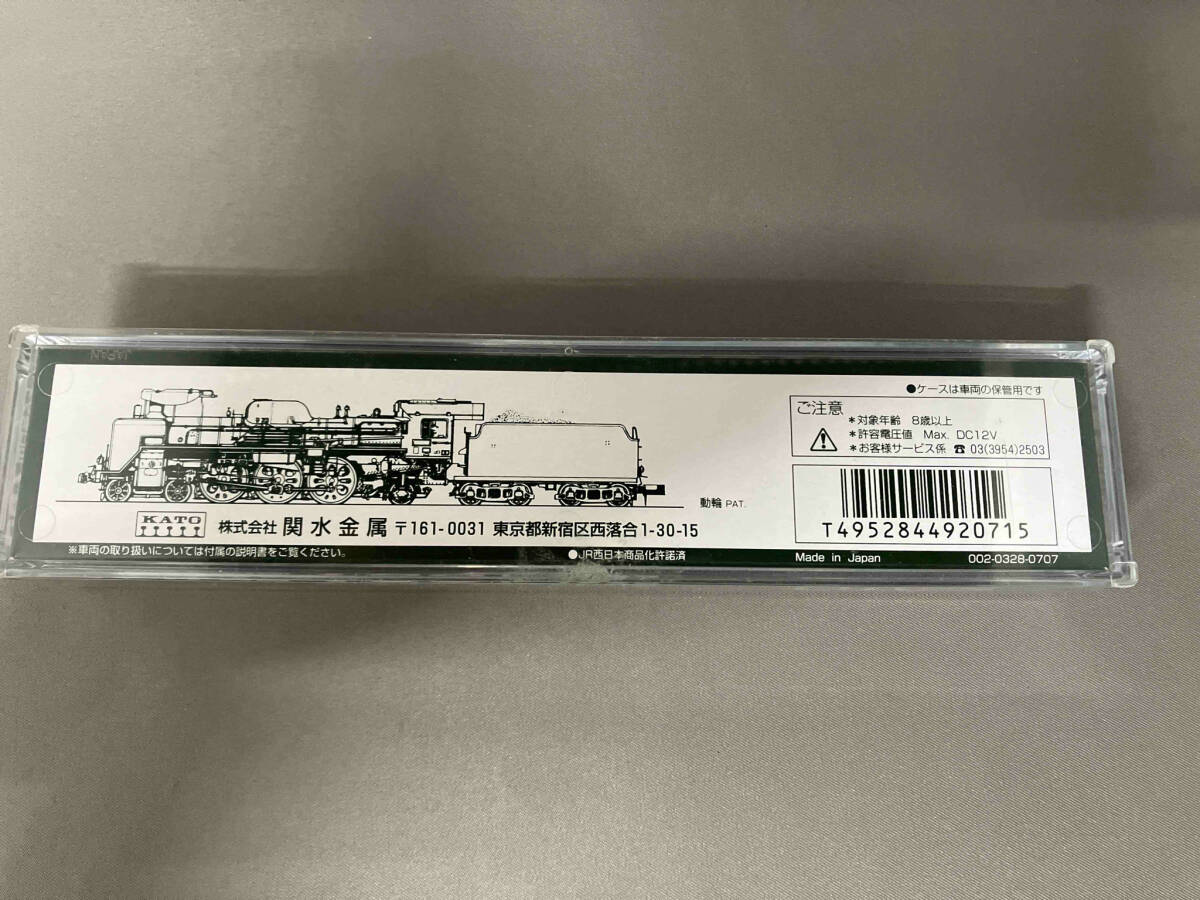 ●ケースは車両の保管用です
ご注意
＊対象年齢 8歳以上
＊許容電圧値 Max. DC12V
＊お客様サービス係 ☎ 03(3954)2503
動輪 PAT.
KATO
株式会社 関水金属 〒161-0031 東京都新宿区西落合1-30-15
T4952844920715
※車両の取り扱いについては付属の説明書をご覧ください。
●JR西日本商品化許諾済
Made in Japan
002-0328-0707